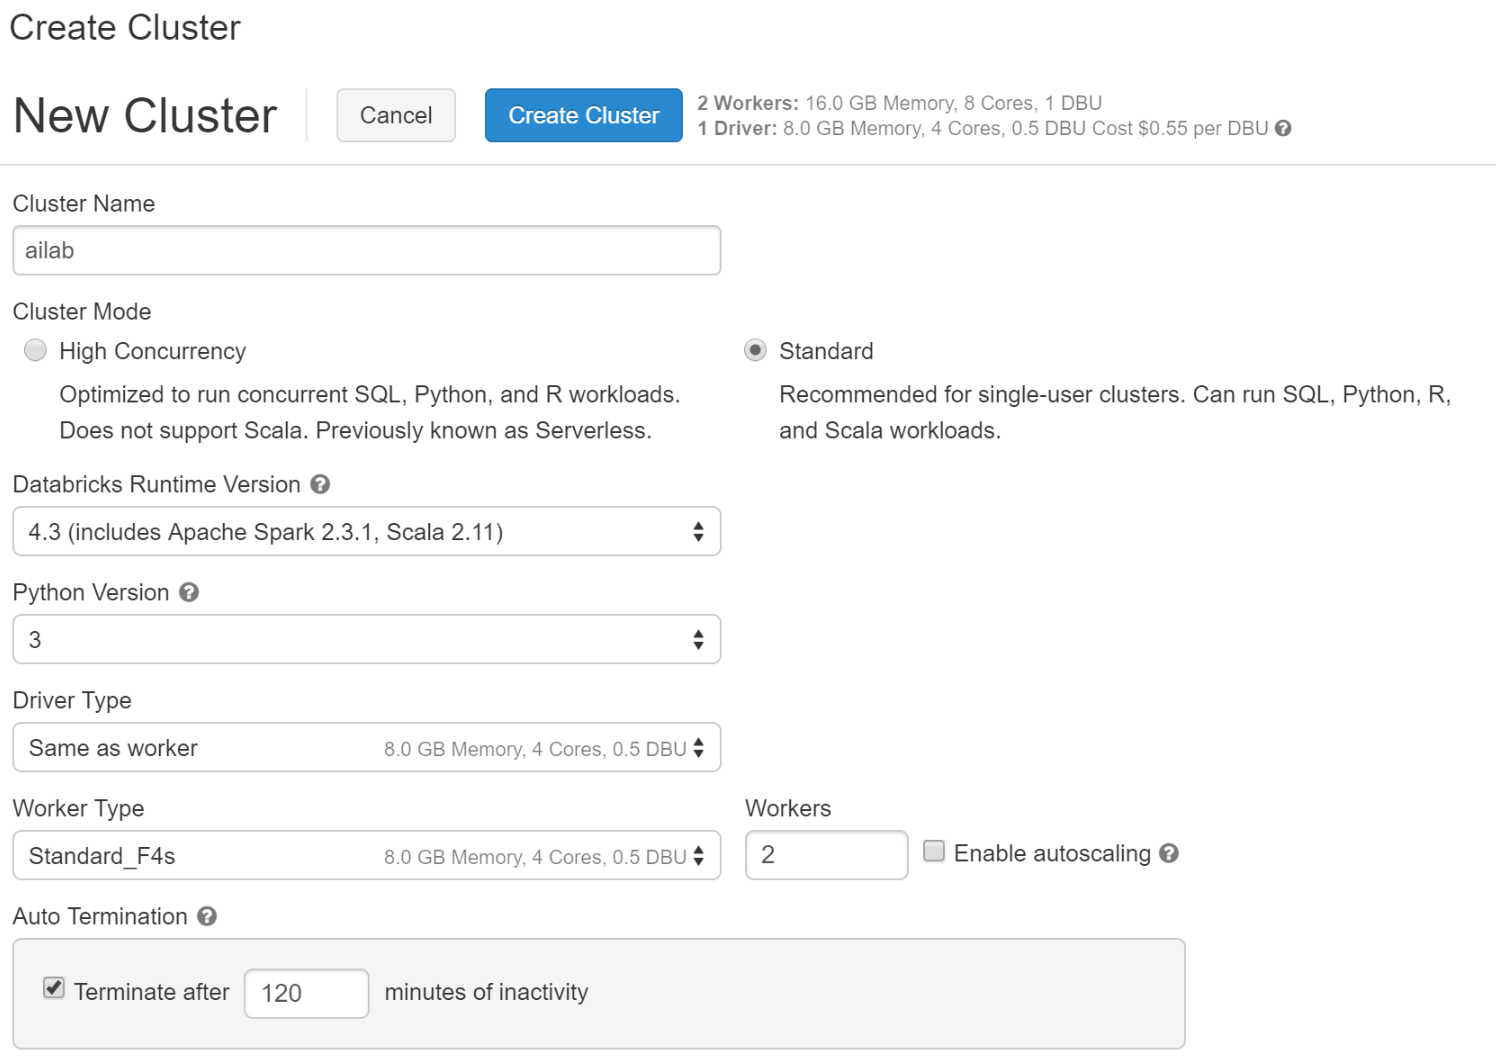 Create Cluster
New Cluster
Cancel
Create Cluster
2 Workers: 16.0 GB Memory, 8 Cores, 1 DBU
1 Driver: 8.0 GB Memory, 4 Cores, 0.5 DBU Cost $0.55 per DBU ?
Cluster Name
ailab
Cluster Mode
High Concurrency
Optimized to run concurrent SQL, Python, and R workloads.
Does not support Scala. Previously known as Serverless.
Standard
Recommended for single-user clusters. Can run SQL, Python, R,
and Scala workloads.
Databricks Runtime Version ?
4.3 (includes Apache Spark 2.3.1, Scala 2.11)
Python Version ?
3
Driver Type
Same as worker 8.0 GB Memory, 4 Cores, 0.5 DBU
Worker Type
Standard_F4s 8.0 GB Memory, 4 Cores, 0.5 DBU
Workers
2
Enable autoscaling ?
Auto Termination ?
Terminate after 120 minutes of inactivity